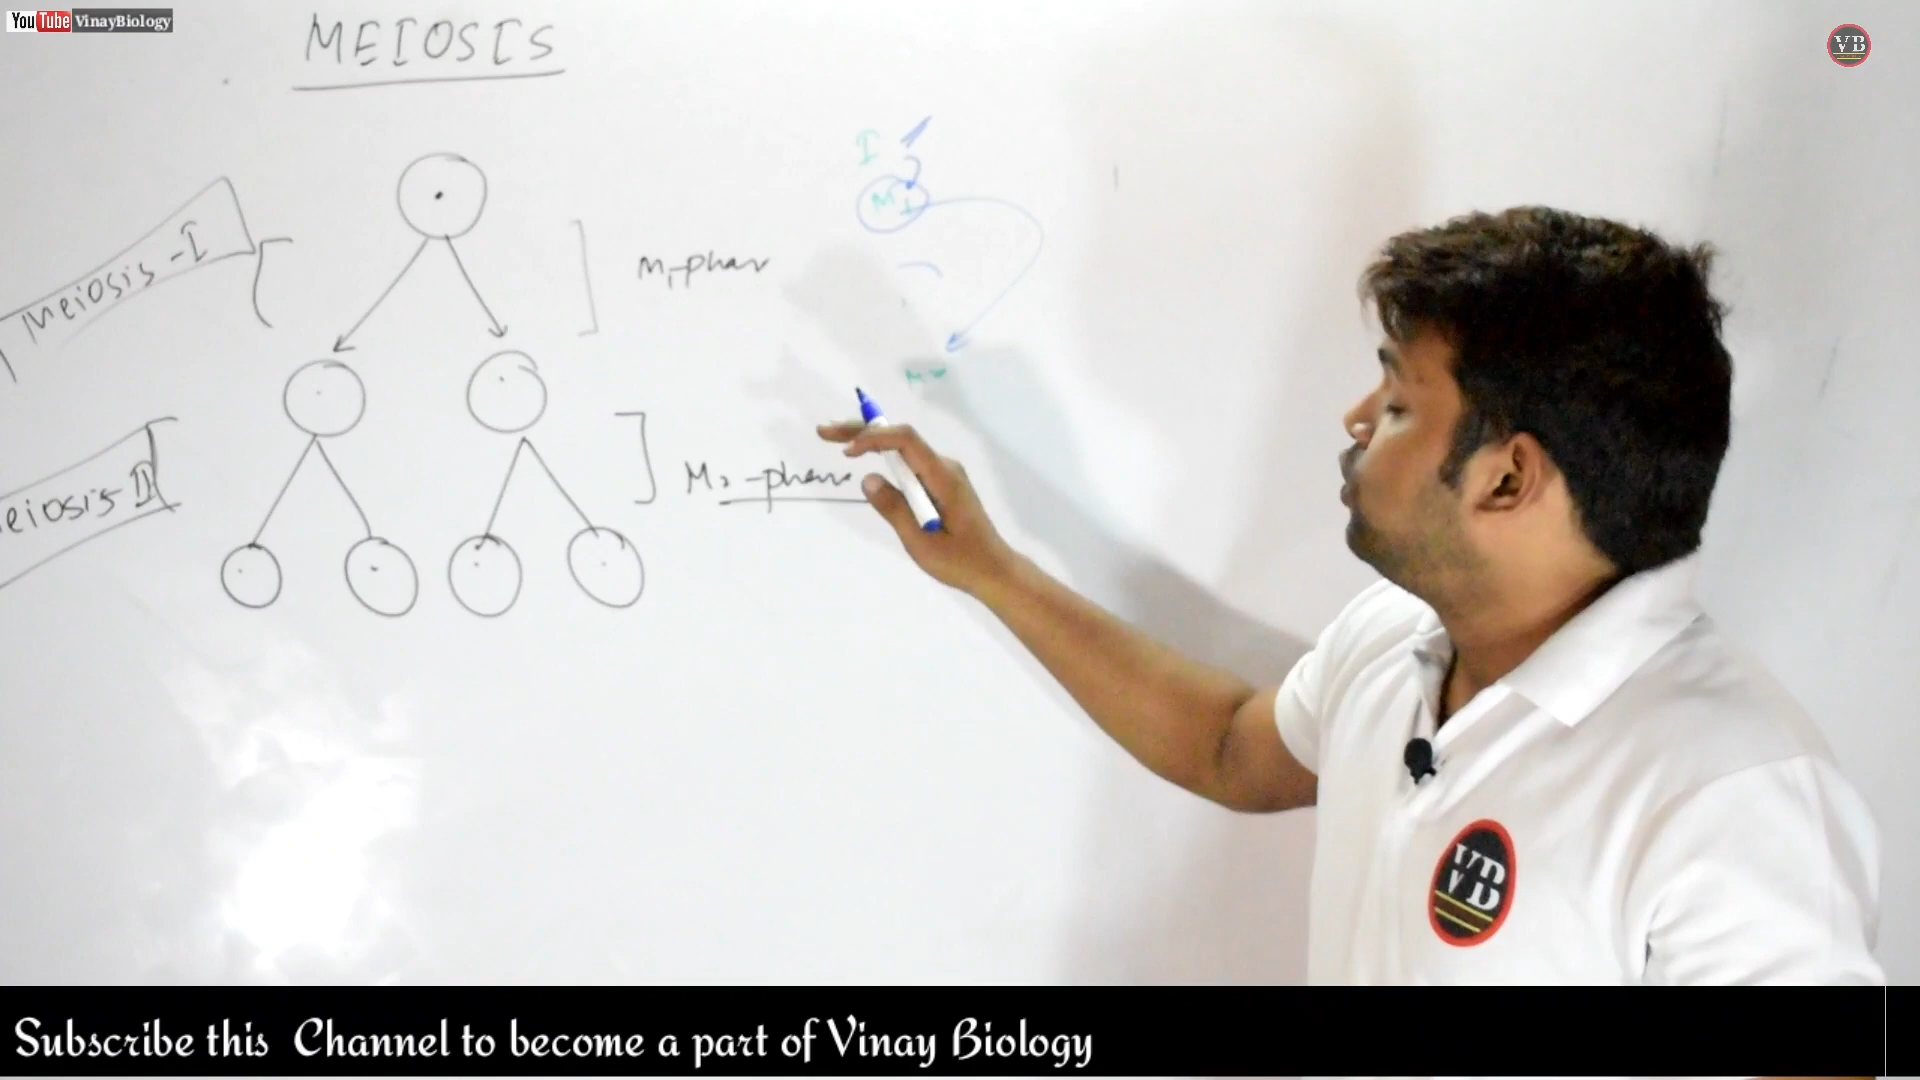 YouTube VinayBiology
MEIOSIS
VB
I
M I
Meiosis-I
M1-phas
Meiosis-II
M2-phase
VB
Subscribe this Channel to become a part of Vinay Biology